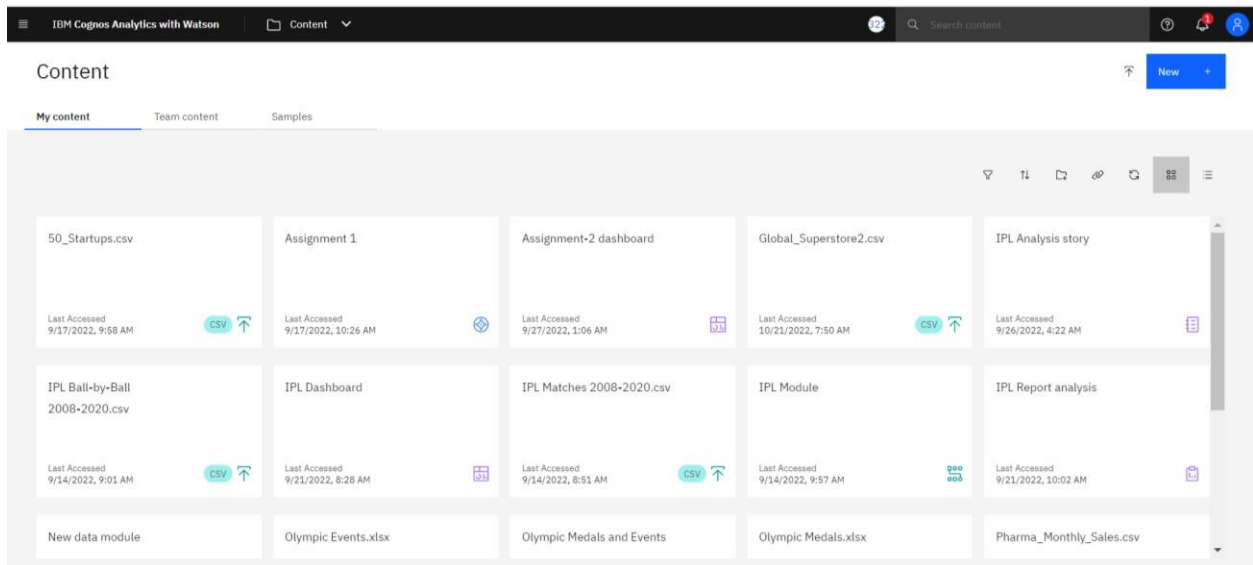 IBM Cognos Analytics with Watson
Content
Search content
1
Content
New +
My content
Team content
Samples
50_Startups.csv
Last Accessed
9/17/2022, 9:58 AM
CSV
Assignment 1
Last Accessed
9/17/2022, 10:26 AM
Assignment-2 dashboard
Last Accessed
9/27/2022, 1:06 AM
Global_Superstore2.csv
Last Accessed
10/21/2022, 7:50 AM
CSV
IPL Analysis story
Last Accessed
9/26/2022, 4:22 AM
IPL Ball-by-Ball
2008-2020.csv
Last Accessed
9/14/2022, 9:01 AM
CSV
IPL Dashboard
Last Accessed
9/21/2022, 8:28 AM
IPL Matches 2008-2020.csv
Last Accessed
9/14/2022, 8:51 AM
CSV
IPL Module
Last Accessed
9/14/2022, 9:57 AM
IPL Report analysis
Last Accessed
9/21/2022, 10:02 AM
New data module
Olympic Events.xlsx
Olympic Medals and Events
Olympic Medals.xlsx
Pharma_Monthly_Sales.csv